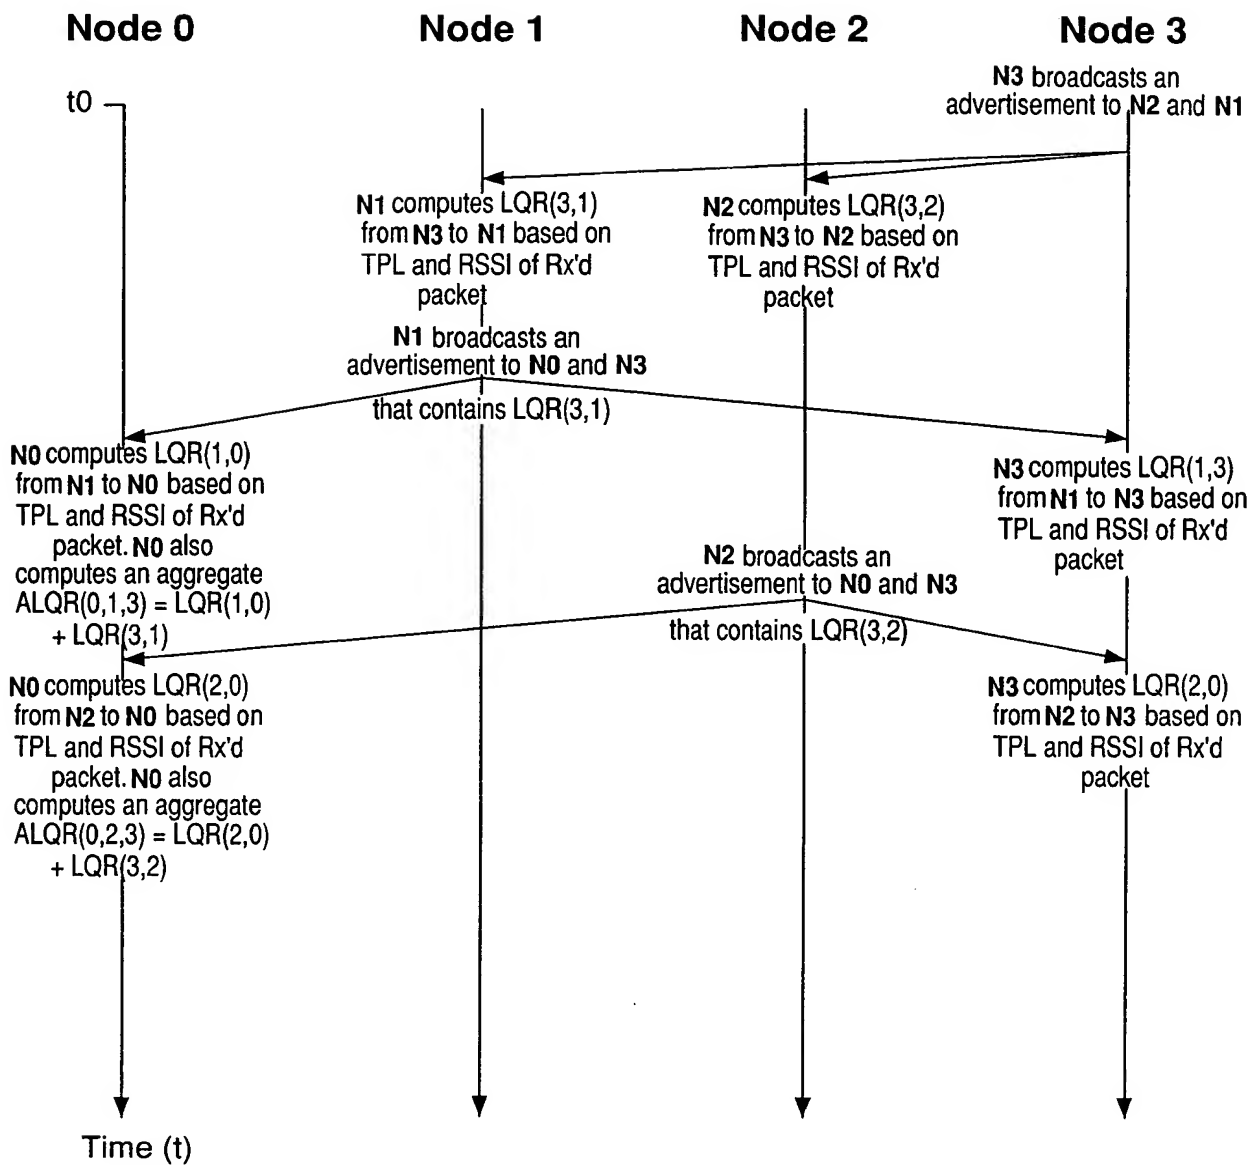 Node 0
Node 1
Node 2
Node 3
t0
N3 broadcasts an
advertisement to N2 and N1
N1 computes LQR(3,1)
from N3 to N1 based on
TPL and RSSI of Rx'd
packet
N2 computes LQR(3,2)
from N3 to N2 based on
TPL and RSSI of Rx'd
packet
N1 broadcasts an
advertisement to N0 and N3
that contains LQR(3,1)
N0 computes LQR(1,0)
from N1 to N0 based on
TPL and RSSI of Rx'd
packet. N0 also
computes an aggregate
ALQR(0,1,3) = LQR(1,0)
+ LQR(3,1)
N3 computes LQR(1,3)
from N1 to N3 based on
TPL and RSSI of Rx'd
packet
N2 broadcasts an
advertisement to N0 and N3
that contains LQR(3,2)
N0 computes LQR(2,0)
from N2 to N0 based on
TPL and RSSI of Rx'd
packet. N0 also
computes an aggregate
ALQR(0,2,3) = LQR(2,0)
+ LQR(3,2)
N3 computes LQR(2,0)
from N2 to N3 based on
TPL and RSSI of Rx'd
packet
Time (t)